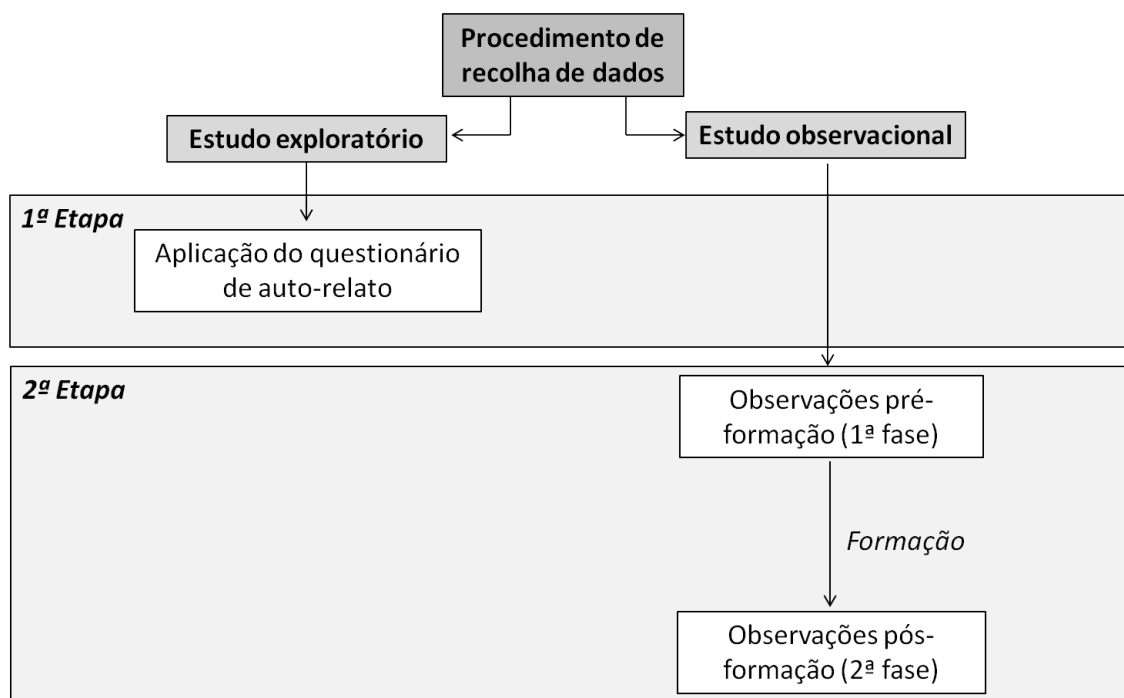 Procedimento de
recolha de dados
Estudo exploratório
Estudo observacional
1ª Etapa
Aplicação do questionário
de auto-relato
2ª Etapa
Observações pré-
formação (1ª fase)
Formação
Observações pós-
formação (2ª fase)